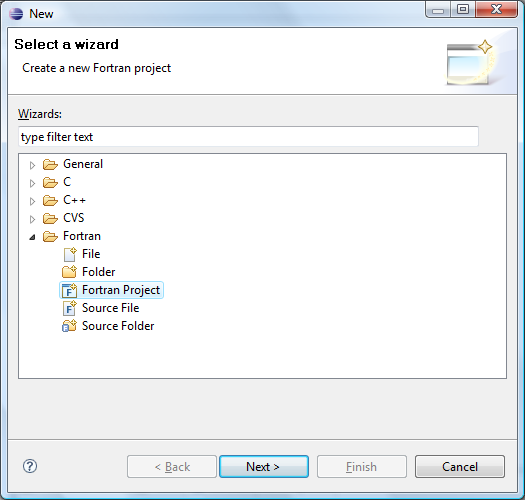 New
Select a wizard
Create a new Fortran project
Wizards:
type filter text
General
C
C++
CVS
Fortran
File
Folder
Fortran Project
Source File
Source Folder
? < Back Next > Finish Cancel